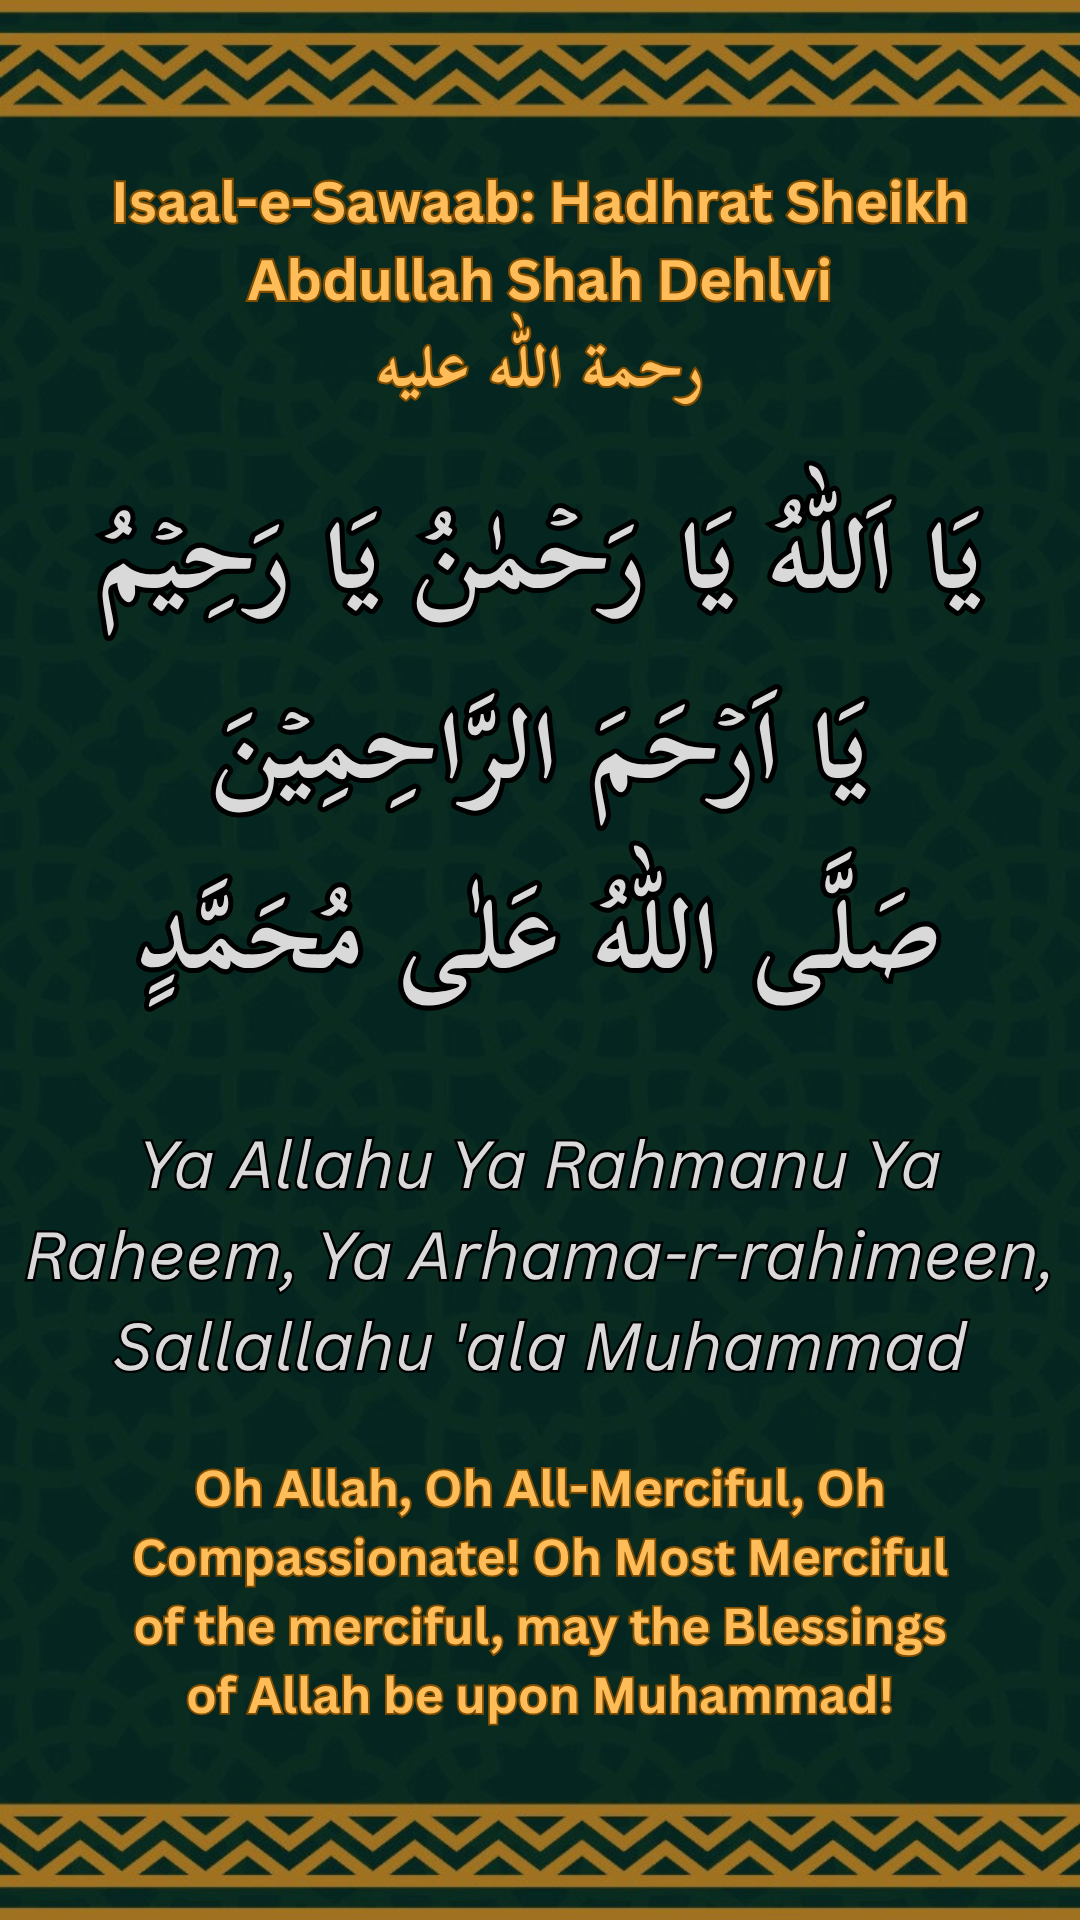 Isaal-e-Sawaab: Hadhrat Sheikh
Abdullah Shah Dehlvi
رحمة الله عليه
يَا اَللّٰهُ يَا رَحْمٰنُ يَا رَحِيْمُ
يَا اَرْحَمَ الرَّاحِمِيْنَ
صَلَّى اللّٰهُ عَلٰى مُحَمَّدٍ
Ya Allahu Ya Rahmanu Ya
Raheem, Ya Arhama-r-rahimeen,
Sallallahu 'ala Muhammad
Oh Allah, Oh All-Merciful, Oh
Compassionate! Oh Most Merciful
of the merciful, may the Blessings
of Allah be upon Muhammad!